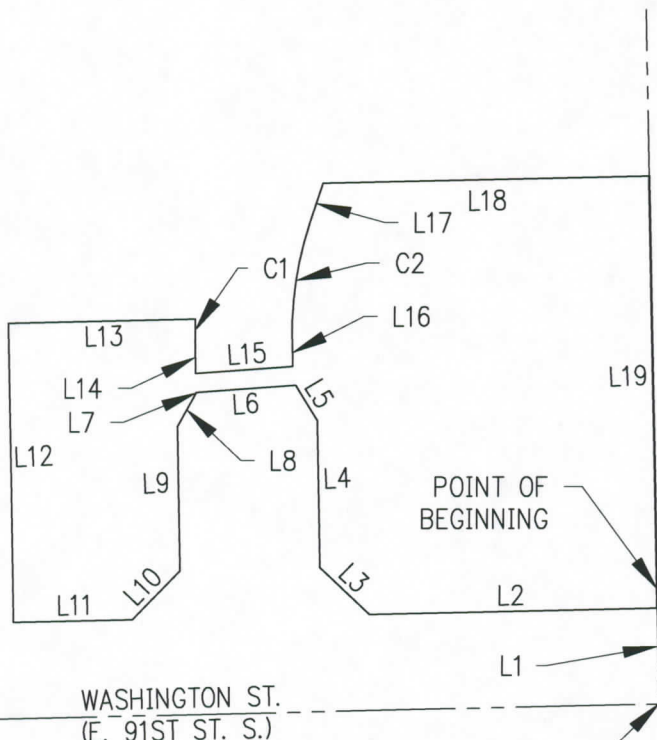 L18
L17
C1
C2
L13
L16
L15
L14
L19
L7
L6
L5
L12
L8
L9
L4
POINT OF
BEGINNING
L10
L3
L11
L2
L1
WASHINGTON ST.
(E. 91ST ST. S.)